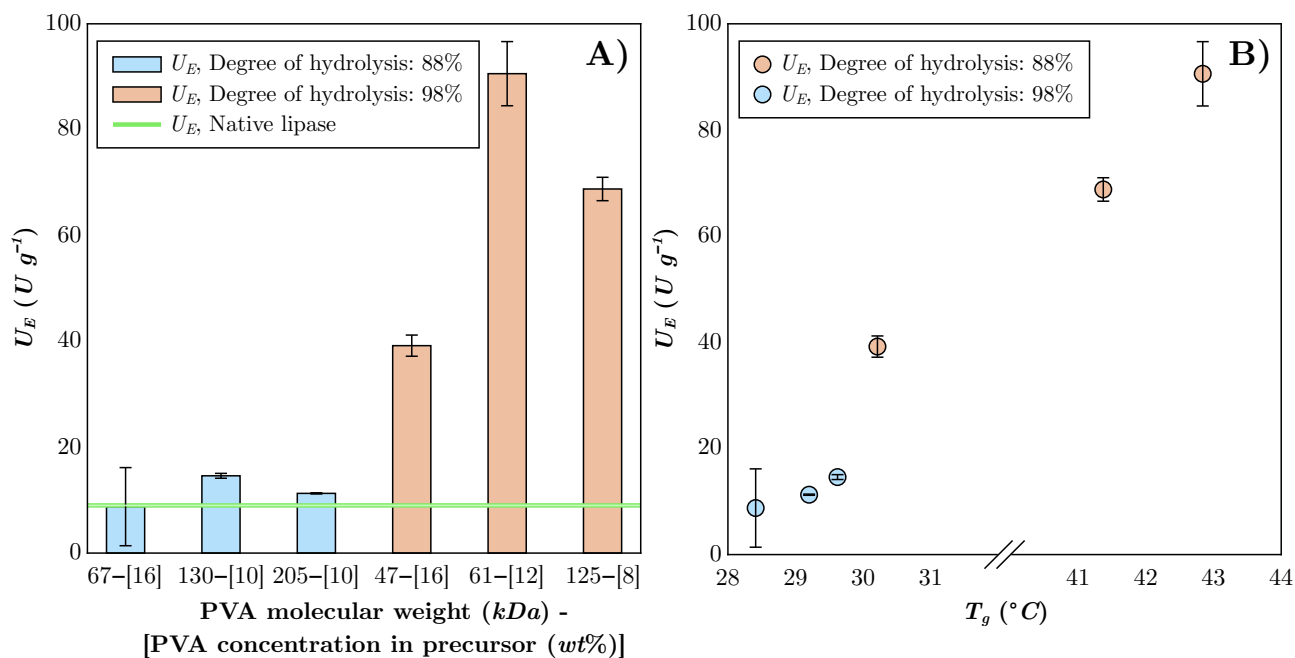 A)
U_E, Degree of hydrolysis: 88%
U_E, Degree of hydrolysis: 98%
U_E, Native lipase
U_E (U g⁻¹)
100
80
60
40
20
0
67–[16] 130–[10] 205–[10] 47–[16] 61–[12] 125–[8]
PVA molecular weight (kDa) -
[PVA concentration in precursor (wt%)]
B)
U_E, Degree of hydrolysis: 88%
U_E, Degree of hydrolysis: 98%
U_E (U g⁻¹)
100
80
60
40
20
0
28 29 30 31 41 42 43 44
T_g (°C)